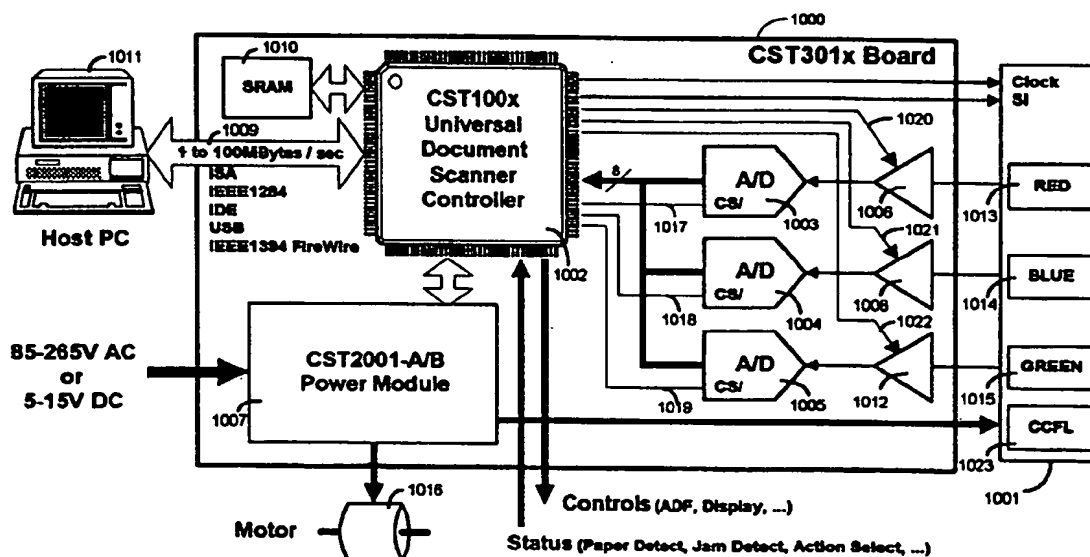 1000
CST301x Board
1011
1010
SRAM
CST100x
Universal
Document
Scanner
Controller
1002
Clock
SI
1020
1009
1 to 100MBytes / sec
ISA
IEEE1284
IDE
USB
IEEE1394 FireWire
Host PC
8
A/D
CS/
1003
1017
1006
1013
RED
1021
A/D
CS/
1004
1018
1008
1014
BLUE
1022
A/D
CS/
1005
1019
1012
1015
GREEN
85-265V AC
or
5-15V DC
CST2001-A/B
Power Module
1007
CCFL
1023
1001
1016
Motor
Controls (ADF, Display, ...)
Status (Paper Detect, Jam Detect, Action Select, ...)